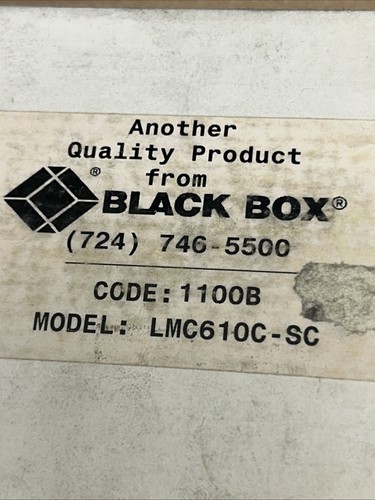 Another
Quality Product
from
® BLACK BOX®
(724) 746-5500
CODE: 1100B
MODEL: LMC610C-SC